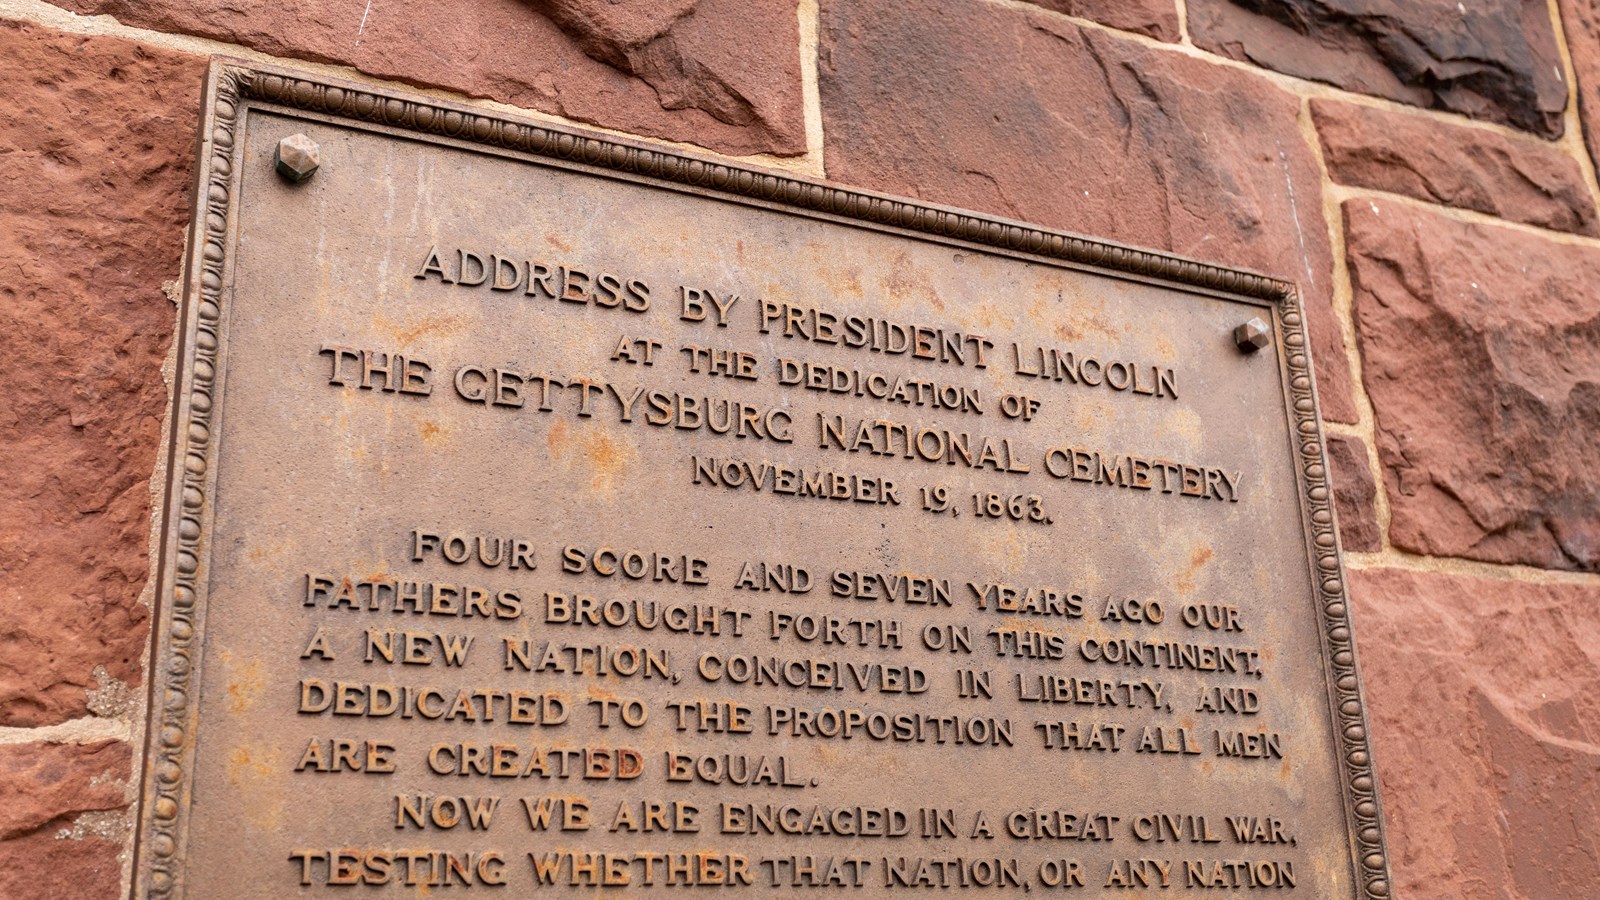 ADDRESS BY PRESIDENT LINCOLN
AT THE DEDICATION OF
THE GETTYSBURG NATIONAL CEMETERY
NOVEMBER 19, 1863.
FOUR SCORE AND SEVEN YEARS AGO OUR
FATHERS BROUGHT FORTH ON THIS CONTINENT,
A NEW NATION, CONCEIVED IN LIBERTY, AND
DEDICATED TO THE PROPOSITION THAT ALL MEN
ARE CREATED EQUAL.
NOW WE ARE ENGAGED IN A GREAT CIVIL WAR,
TESTING WHETHER THAT NATION, OR ANY NATION